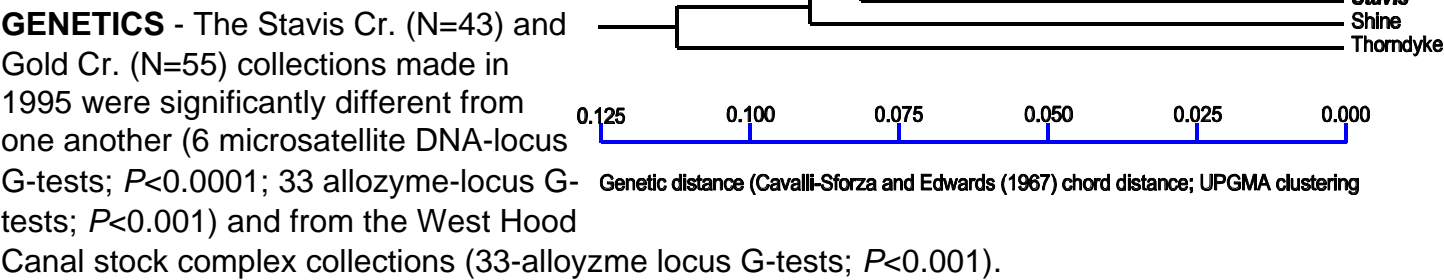 Stavis
Shine
Thorndyke
0.125 0.100 0.075 0.050 0.025 0.000
Genetic distance (Cavalli-Sforza and Edwards (1967) chord distance; UPGMA clustering
GENETICS - The Stavis Cr. (N=43) and
Gold Cr. (N=55) collections made in
1995 were significantly different from
one another (6 microsatellite DNA-locus
G-tests; P<0.0001; 33 allozyme-locus G-
tests; P<0.001) and from the West Hood
Canal stock complex collections (33-alloyzme locus G-tests; P<0.001).